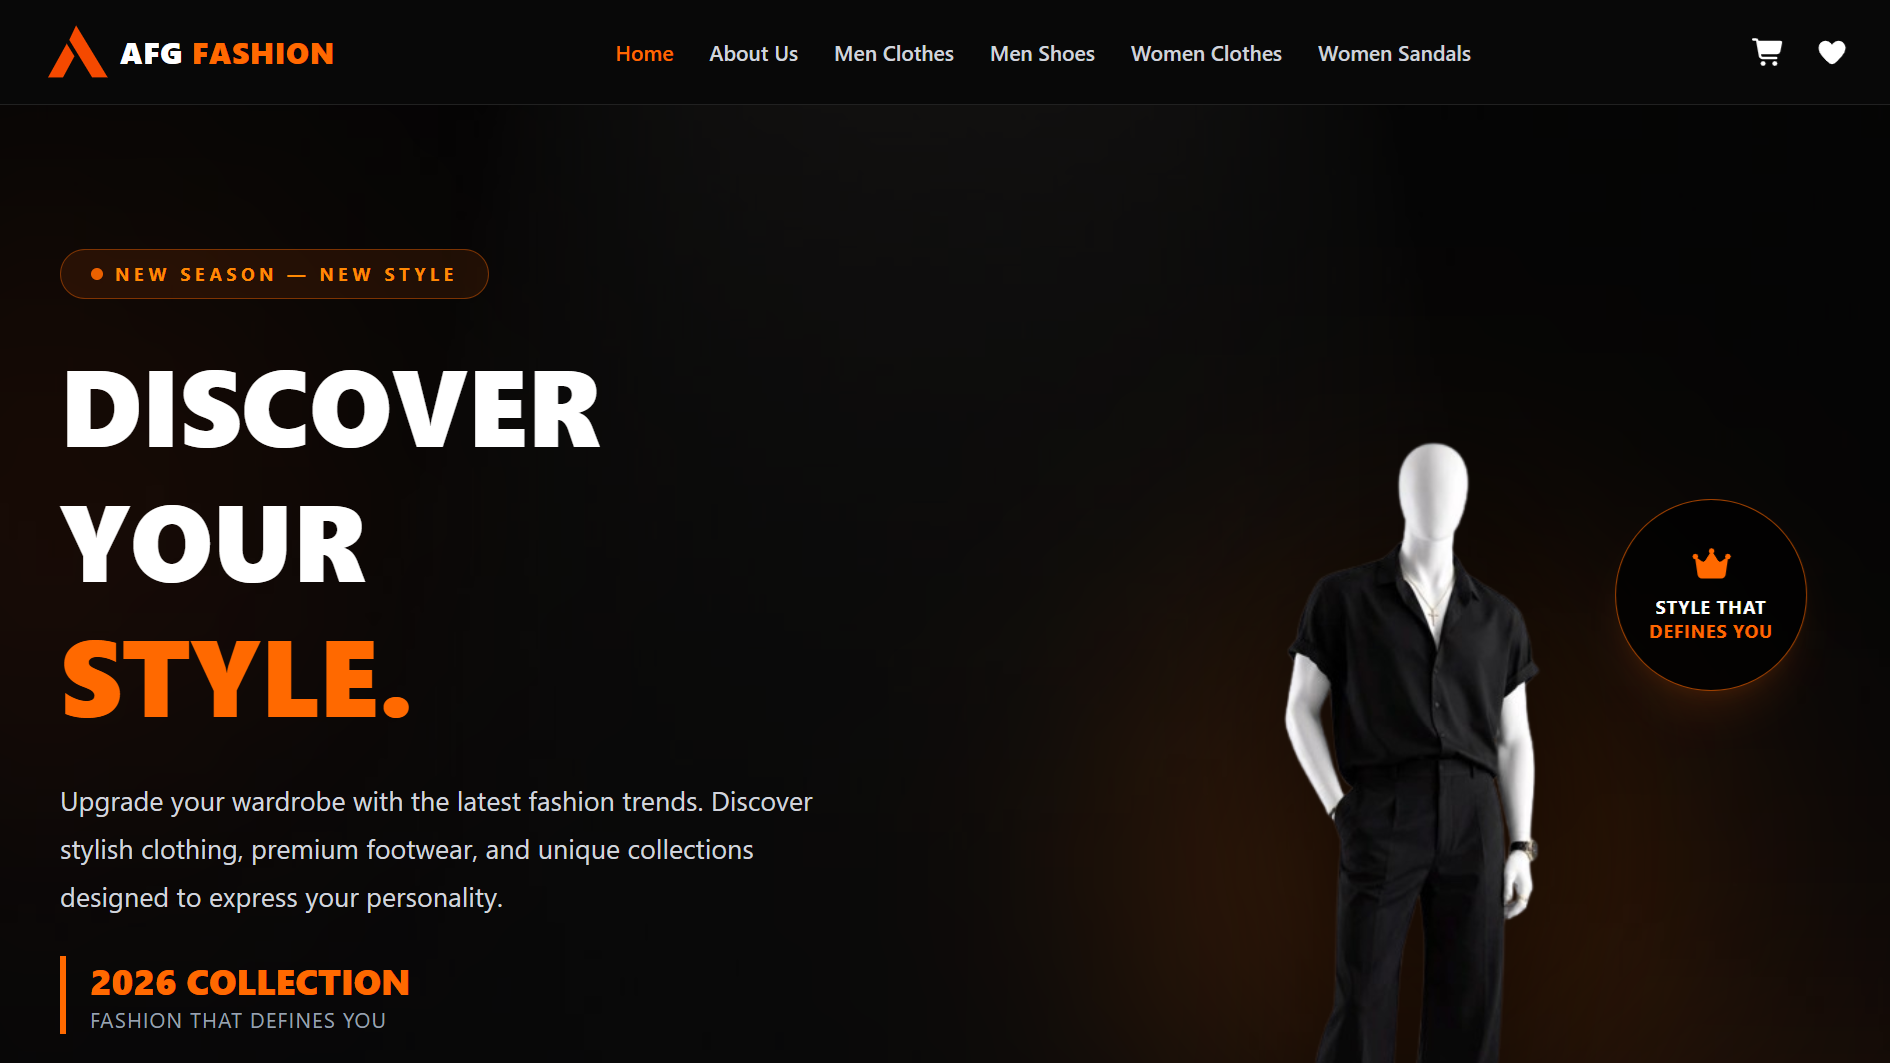 AFG FASHION
Home
About Us
Men Clothes
Men Shoes
Women Clothes
Women Sandals
NEW SEASON — NEW STYLE
DISCOVER
YOUR
STYLE.
Upgrade your wardrobe with the latest fashion trends. Discover
stylish clothing, premium footwear, and unique collections
designed to express your personality.
2026 COLLECTION
FASHION THAT DEFINES YOU
STYLE THAT
DEFINES YOU